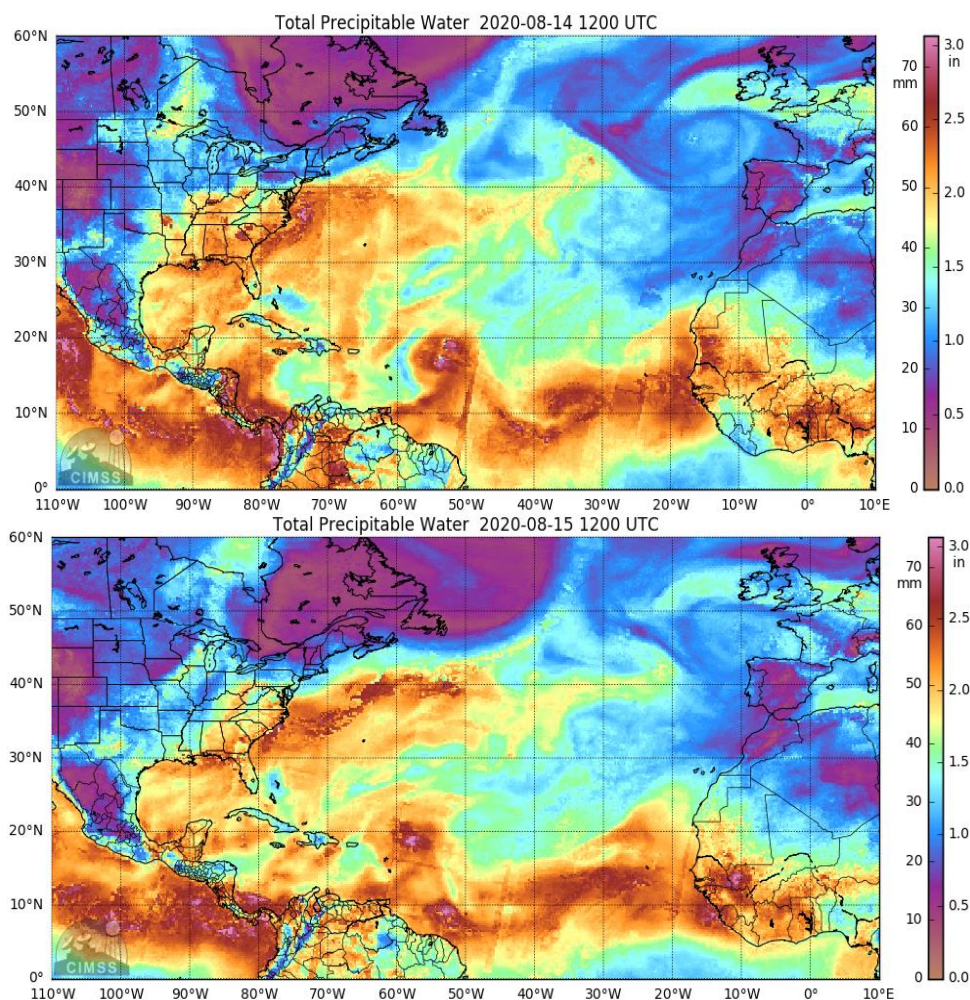 Total Precipitable Water 2020-08-14 1200 UTC
60°N
50°N
40°N
30°N
20°N
10°N
0°
110°W 100°W 90°W 80°W 70°W 60°W 50°W 40°W 30°W 20°W 10°W 0° 10°E
70
mm
60
50
40
30
20
10
0
3.0
in
2.5
2.0
1.5
1.0
0.5
0.0
CIMSS
Total Precipitable Water 2020-08-15 1200 UTC
60°N
50°N
40°N
30°N
20°N
10°N
0°
110°W 100°W 90°W 80°W 70°W 60°W 50°W 40°W 30°W 20°W 10°W 0° 10°E
70
mm
60
50
40
30
20
10
0
3.0
in
2.5
2.0
1.5
1.0
0.5
0.0
CIMSS